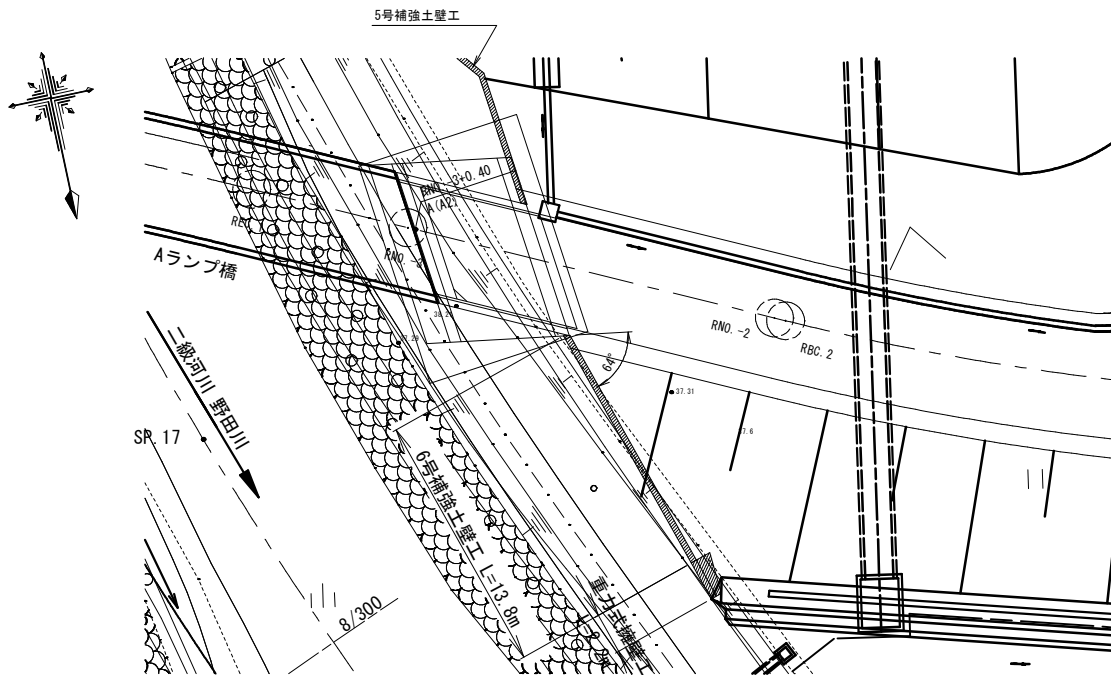 5号補強土壁工
RNO.-3+0.40
A(A2)
RNO.-3
Aランプ橋
二級河川 野田川
SP.17
64°
RNO.-2
RBC.2
37.31
6号補強土壁工 L=13.8m
重力式擁壁工
8/300